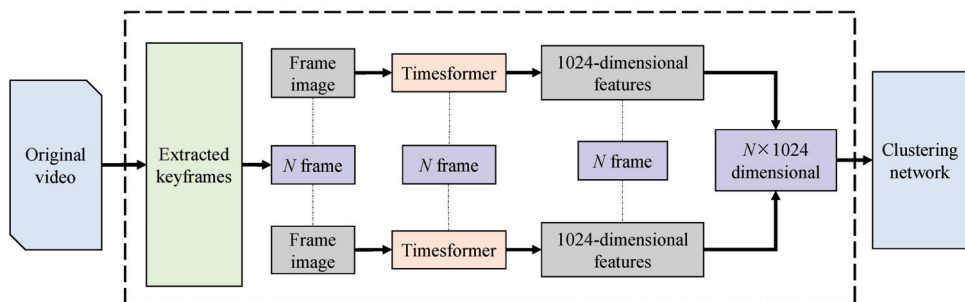 Original
video
Extracted
keyframes
Frame
image
Timesformer
1024-dimensional
features
N frame
N frame
N frame
N×1024
dimensional
Frame
image
Timesformer
1024-dimensional
features
Clustering
network